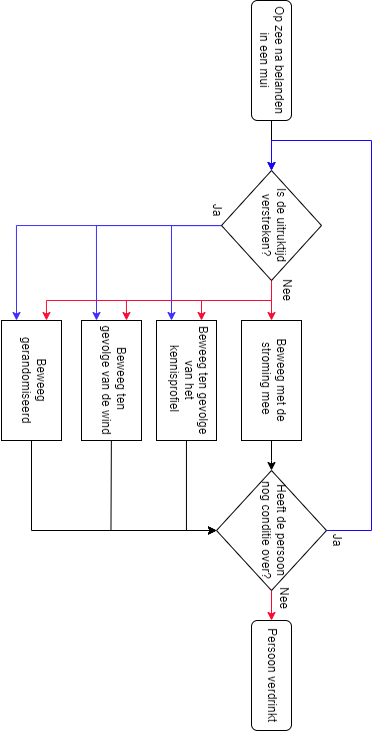 Op zee na belanden
in een mui
Is de uitruktijd
verstreken?
Ja
Nee
Beweeg met de
stroming mee
Beweeg ten gevolge
van het
kennisprofiel
Beweeg ten
gevolge van de wind
Beweeg
gerandomiseerd
Heeft de persoon
nog conditie over?
Ja
Nee
Persoon verdrinkt